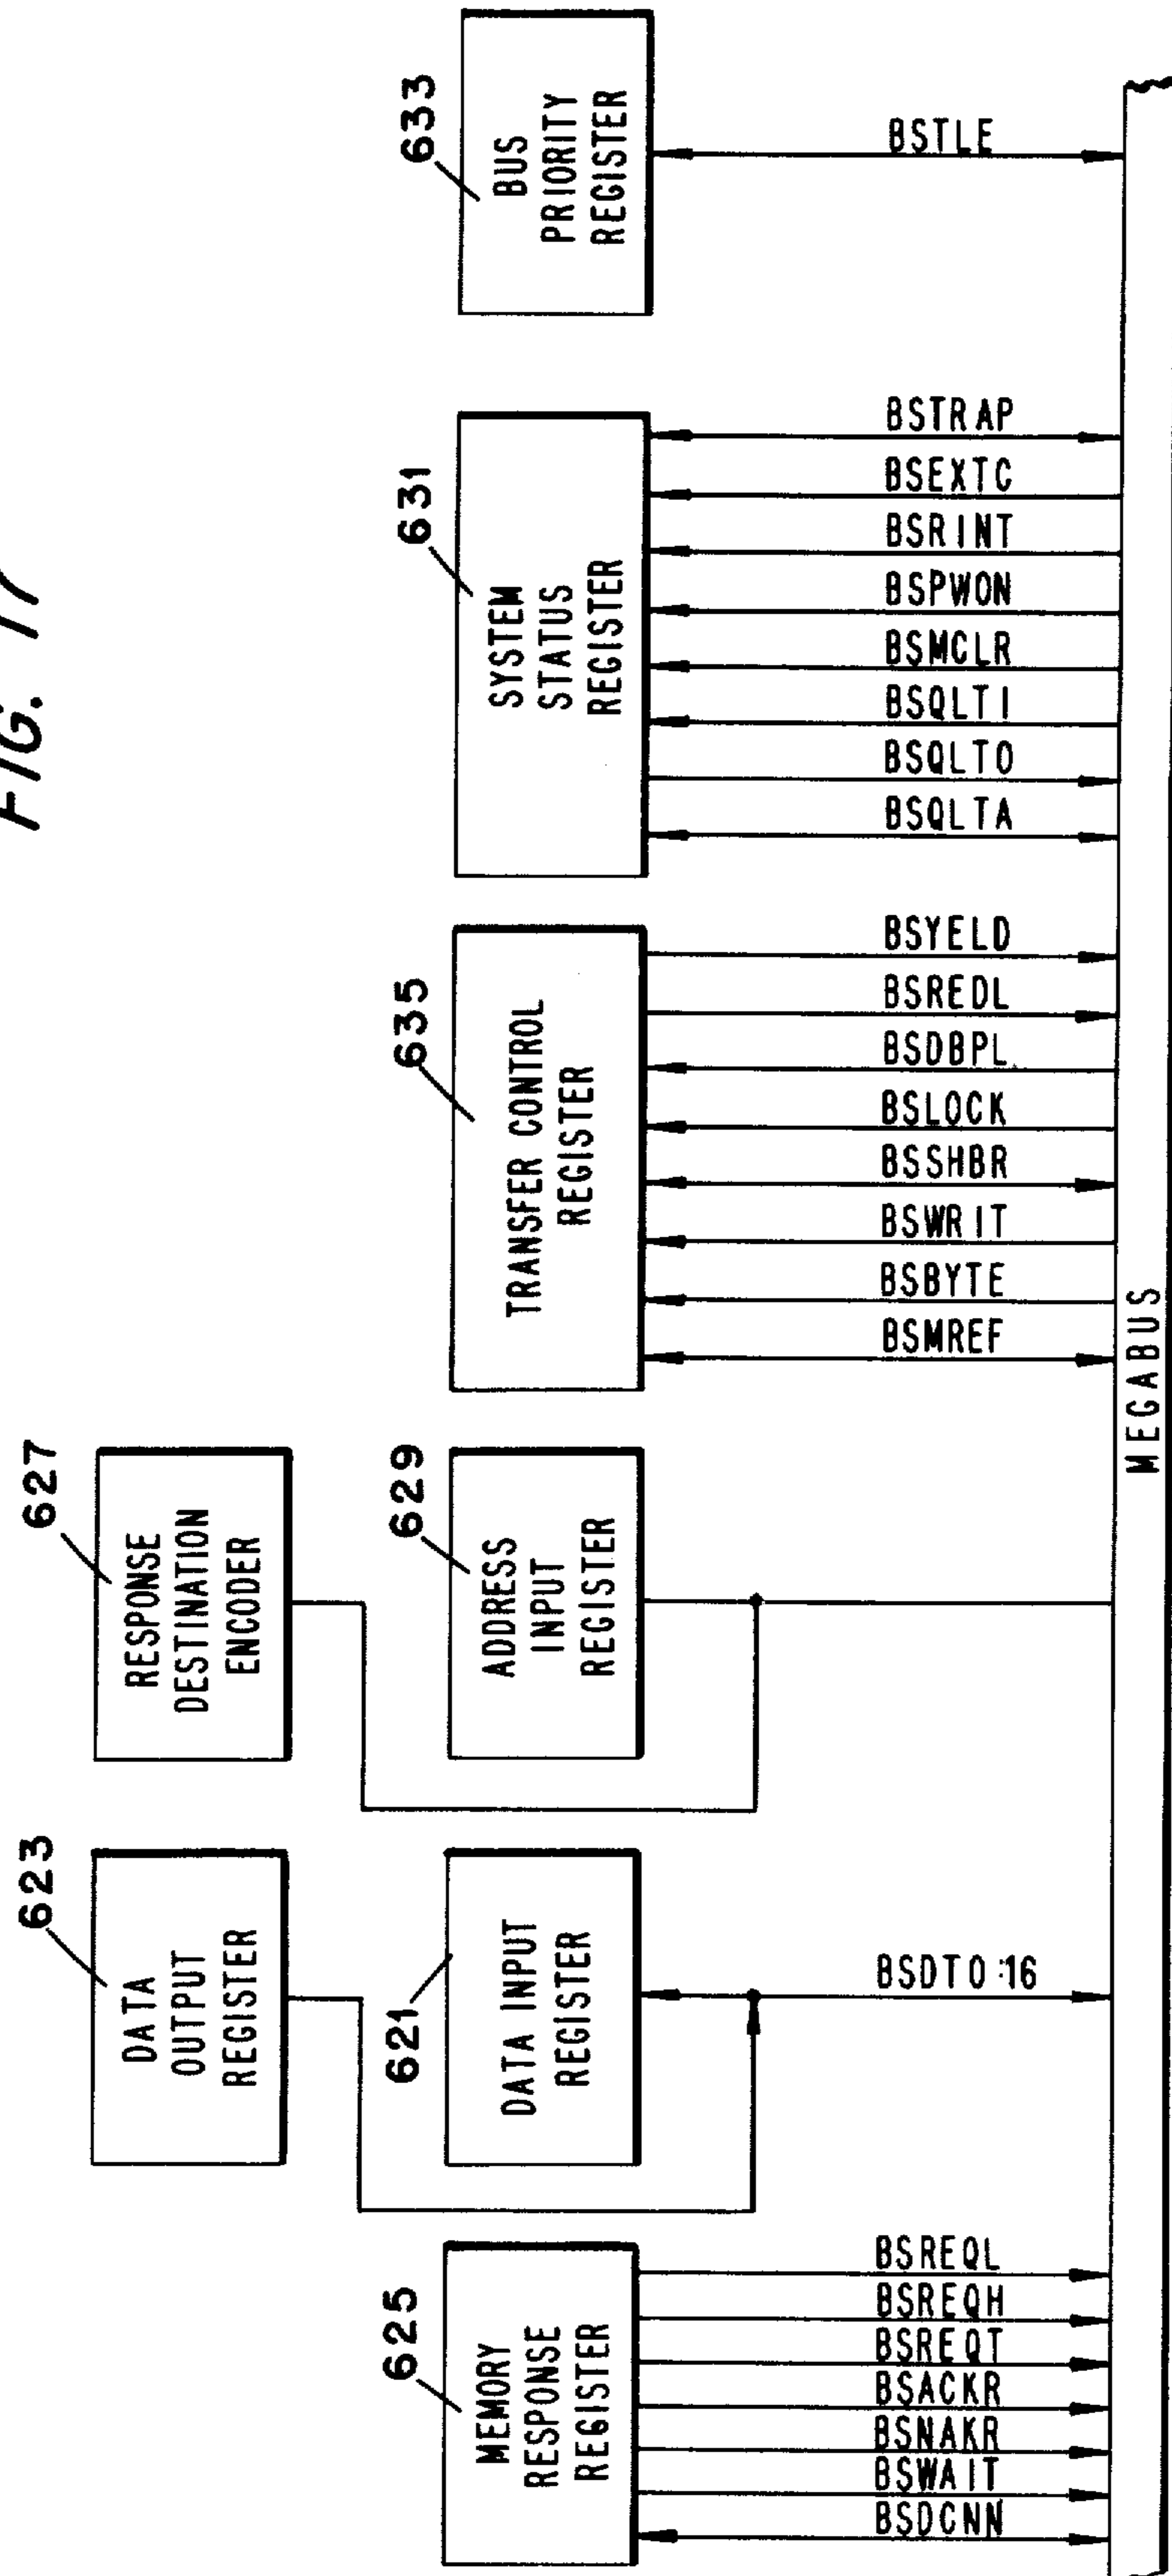 FIG. 17
623
DATA
OUTPUT
REGISTER
627
RESPONSE
DESTINATION
ENCODER
625
MEMORY
RESPONSE
REGISTER
621
DATA INPUT
REGISTER
629
ADDRESS
INPUT
REGISTER
635
TRANSFER CONTROL
REGISTER
631
SYSTEM
STATUS
REGISTER
633
BUS
PRIORITY
REGISTER
BSDCNN
BSWAIT
BSNAKR
BSACKR
BSREQT
BSREQH
BSREQL
BSDT0:16
BSMREF
BSBYTE
BSWRIT
BSSHBR
BSLOCK
BSDBPL
BSREDL
BSYELD
BSQLTA
BSQLTO
BSQLTI
BSMCLR
BSPWON
BSRINT
BSEXTC
BSTRAP
BSTLE
MEGABUS